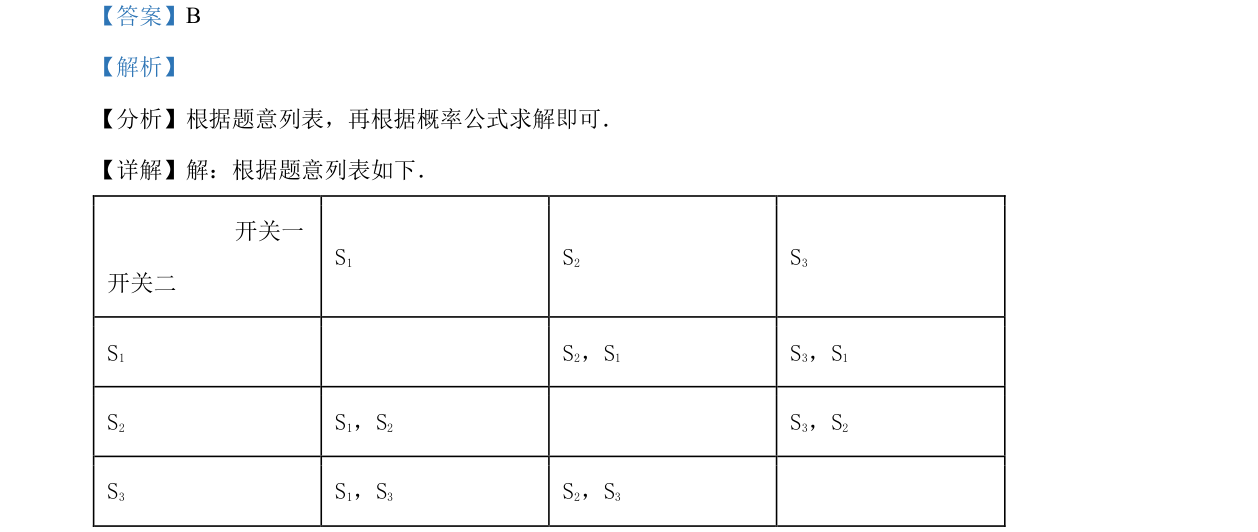 【答案】B
【解析】
【分析】根据题意列表，再根据概率公式求解即可．
【详解】解：根据题意列表如下．
开关一
开关二
S₁
S₂
S₃
S₁
S₂，S₁
S₃，S₁
S₂
S₁，S₂
S₃，S₂
S₃
S₁，S₃
S₂，S₃